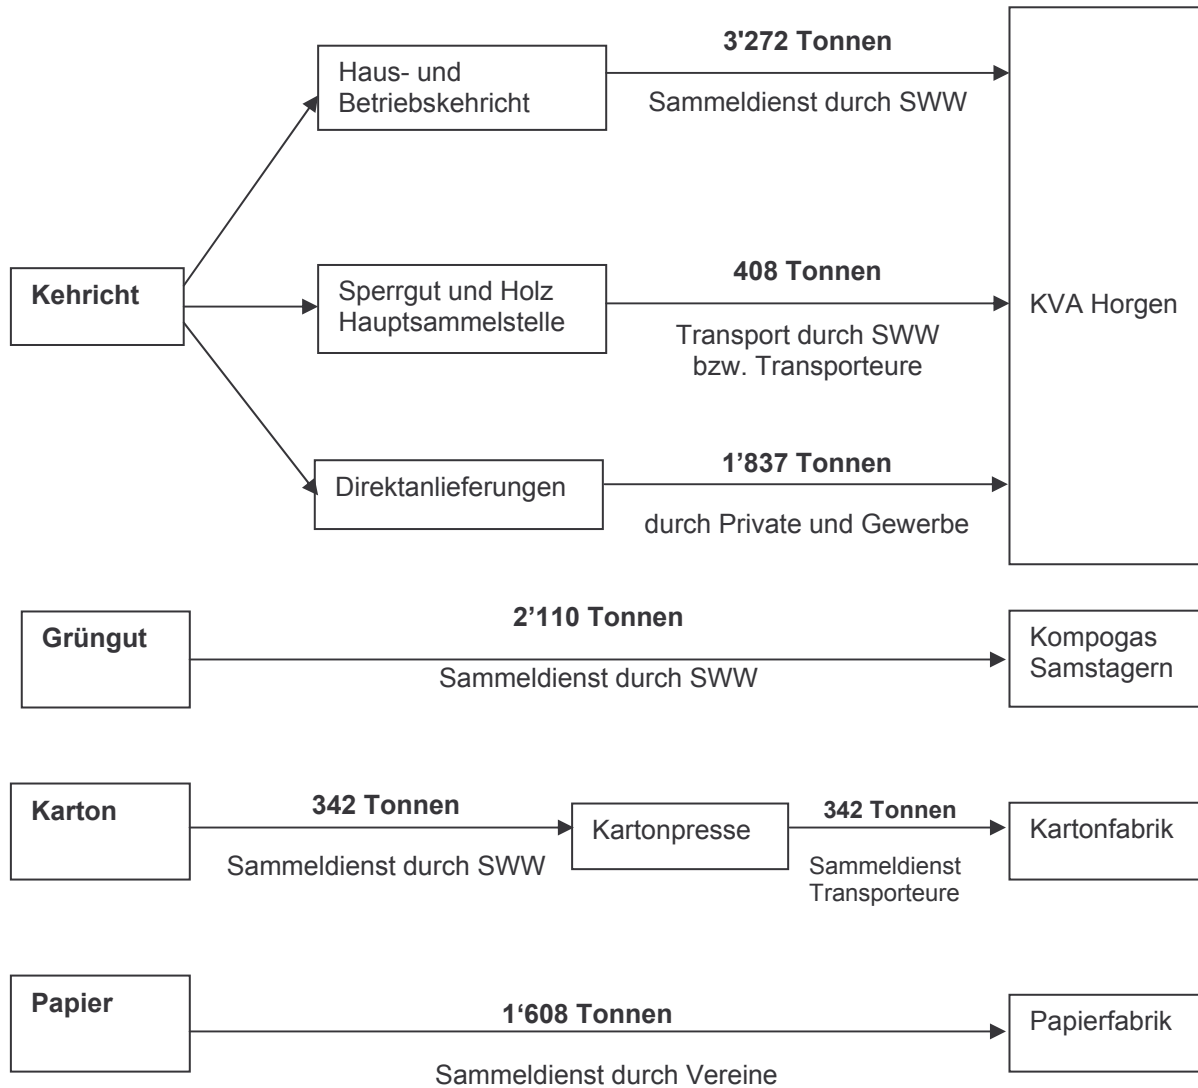 3'272 Tonnen
Haus- und
Betriebskehricht
Sammeldienst durch SWW
Kehricht
Sperrgut und Holz
Hauptsammelstelle
408 Tonnen
Transport durch SWW
bzw. Transporteure
KVA Horgen
1’837 Tonnen
Direktanlieferungen
durch Private und Gewerbe
Grüngut
2’110 Tonnen
Sammeldienst durch SWW
Kompogas
Samstagern
Karton
342 Tonnen
Sammeldienst durch SWW
Kartonpresse
342 Tonnen
Sammeldienst
Transporteure
Kartonfabrik
Papier
1‘608 Tonnen
Sammeldienst durch Vereine
Papierfabrik